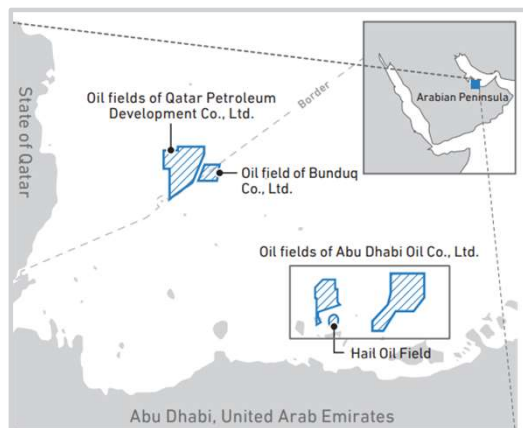 Oil fields of Qatar Petroleum
Development Co., Ltd.
Border
Arabian Peninsula
State of Qatar
Oil field of Bunduq
Co., Ltd.
Oil fields of Abu Dhabi Oil Co., Ltd.
Hail Oil Field
Abu Dhabi, United Arab Emirates